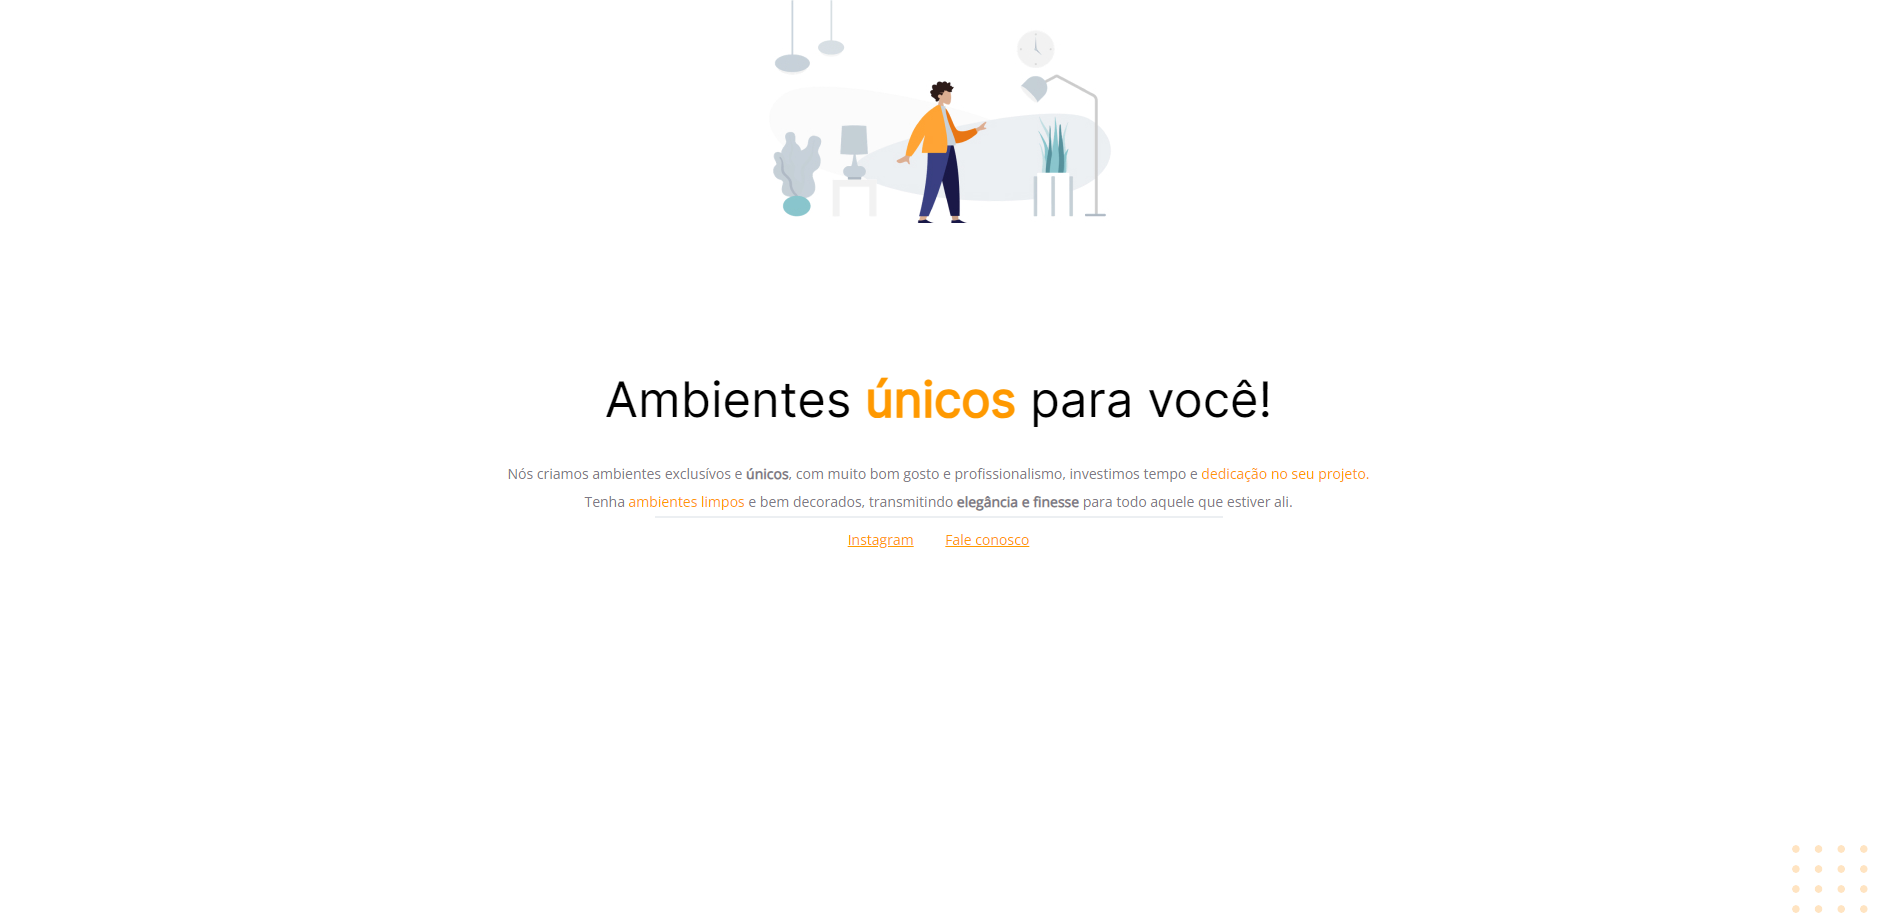 Ambientes únicos para você!
Nós criamos ambientes exclusívos e únicos, com muito bom gosto e profissionalismo, investimos tempo e dedicação no seu projeto.
Tenha ambientes limpos e bem decorados, transmitindo elegância e finesse para todo aquele que estiver ali.
Instagram Fale conosco